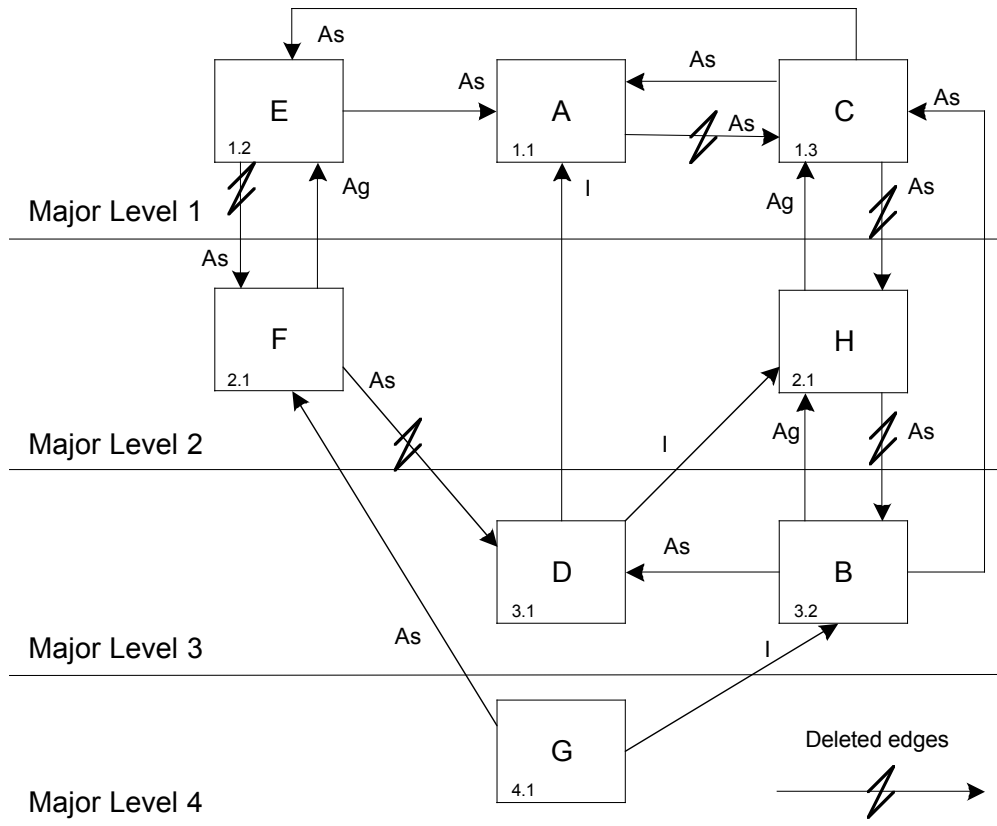 As
As
As
As
As
E
A
C
1.2
1.1
1.3
Ag
I
Ag
As
Major Level 1
As
F
H
2.1
2.1
As
I
Ag
As
Major Level 2
D
As
B
3.1
3.2
As
I
Major Level 3
G
4.1
Deleted edges
Major Level 4